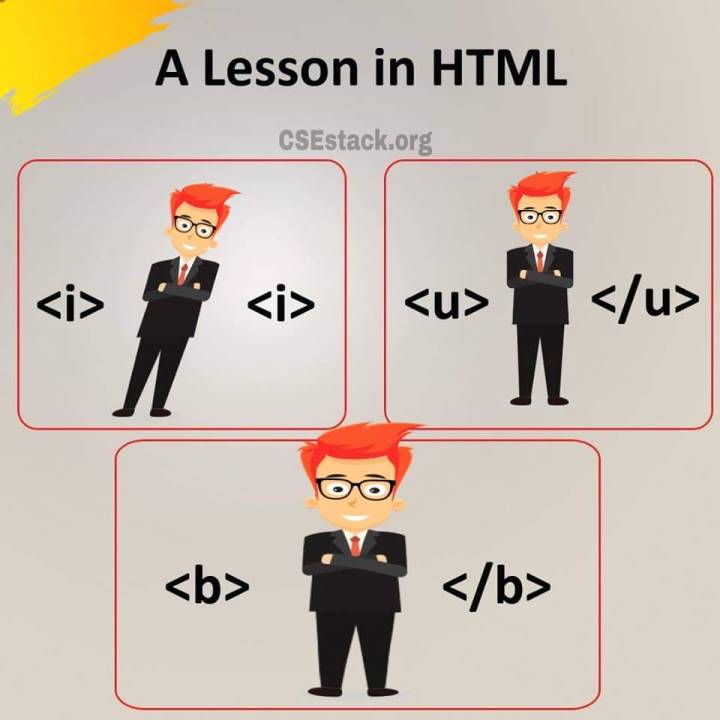 A Lesson in HTML
CSEstack.org
<i> <i>
<u> </u>
<b> </b>